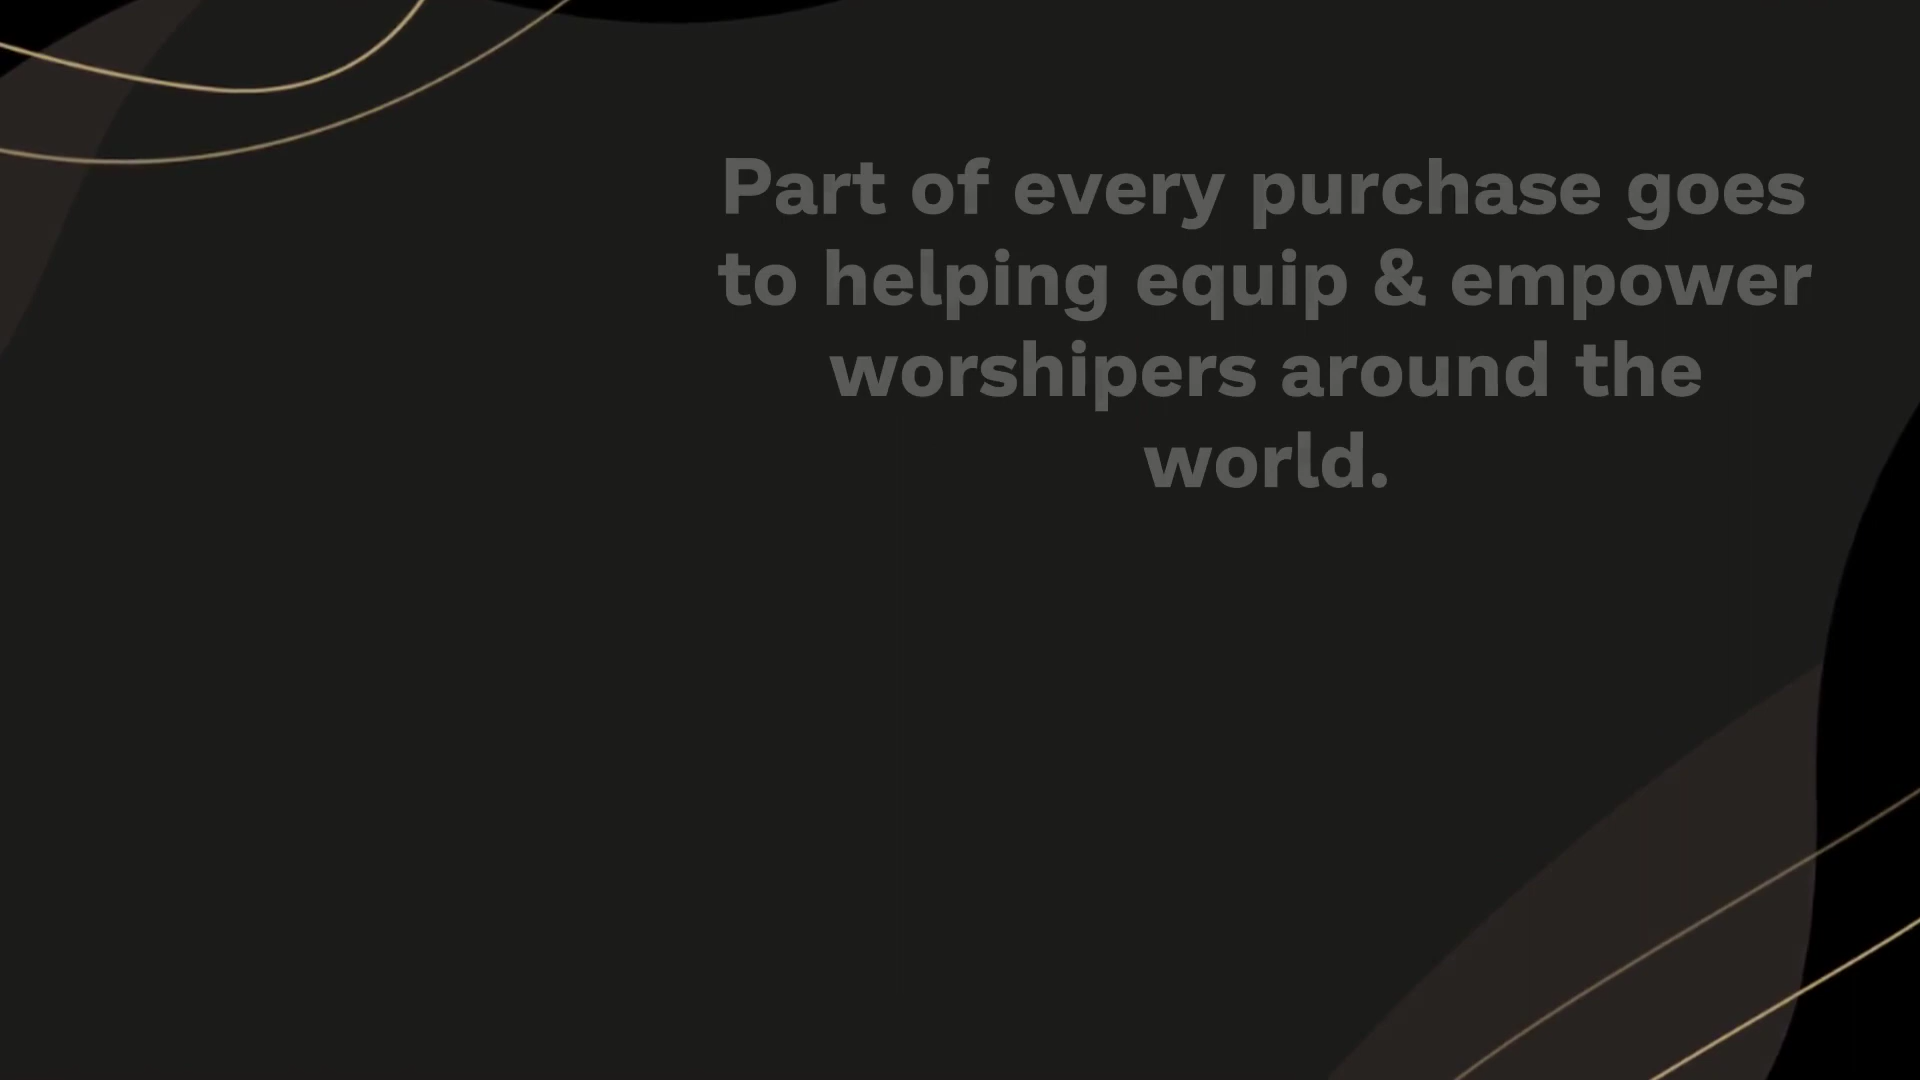 Part of every purchase goes
to helping equip & empower
worshipers around the
world.